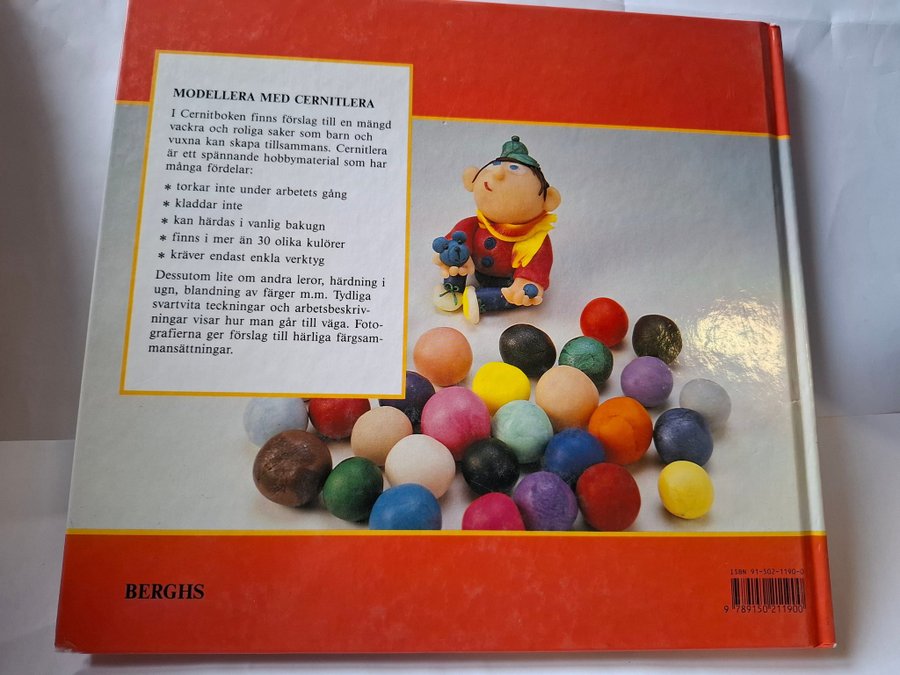 MODELLERA MED CERNITLERA
I Cernitboken finns förslag till en mängd
vackra och roliga saker som barn och
vuxna kan skapa tillsammans. Cernitlera
är ett spännande hobbymaterial som har
många fördelar:
* torkar inte under arbetets gång
* kladdar inte
* kan härdas i vanlig bakugn
* finns i mer än 30 olika kulörer
* kräver endast enkla verktyg
Dessutom lite om andra leror, härdning i
ugn, blandning av färger m.m. Tydliga
svartvita teckningar och arbetsbeskriv-
ningar visar hur man går till väga. Foto-
grafierna ger förslag till härliga färgsam-
mansättningar.
BERGHS
ISBN 91-502-1190-0
9 789150 211900